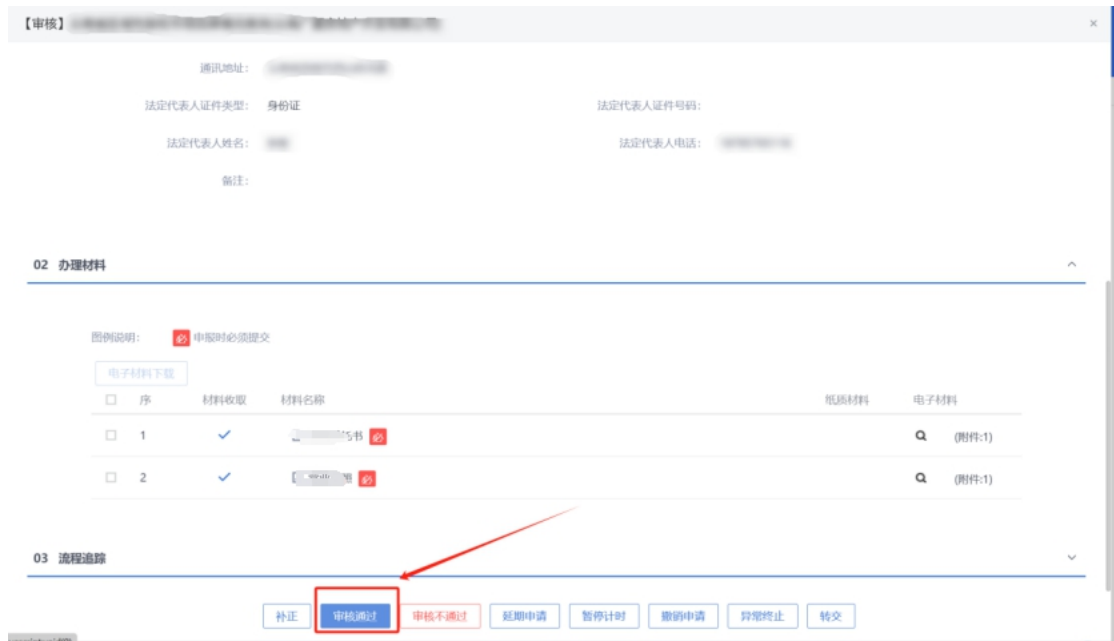 【审核】
通讯地址:
法定代表人证件类型: 身份证 法定代表人证件号码:
法定代表人姓名: 法定代表人电话:
备注:
02 办理材料
图例说明: 申报时必须提交
电子材料下载
序 材料收取 材料名称 纸质材料 电子材料
1 书 (附件:1)
2 (附件:1)
03 流程追踪
补正 审核通过 审核不通过 延期申请 暂停计时 撤销申请 异常终止 转交